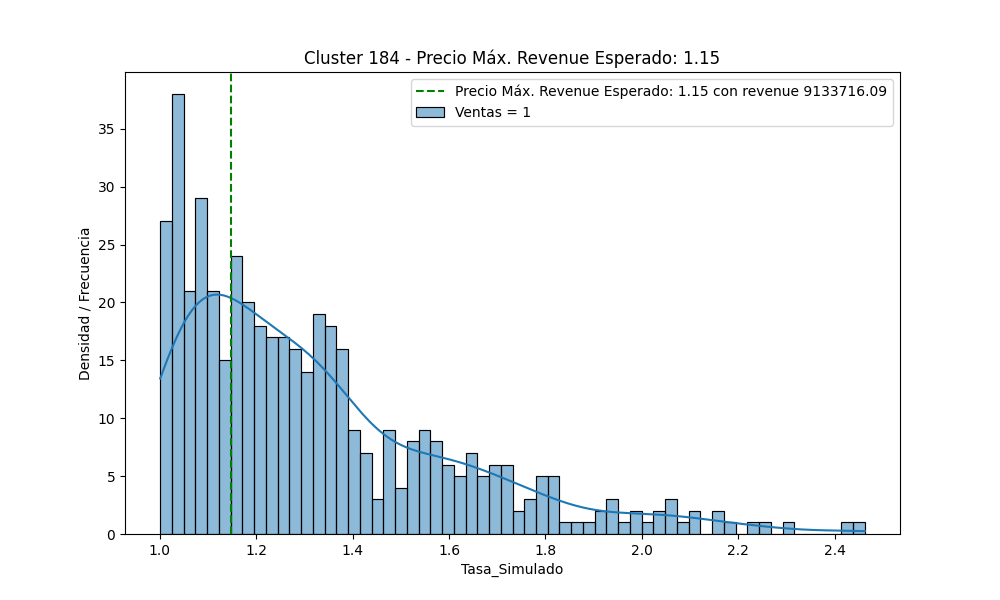 Cluster 184 - Precio Máx. Revenue Esperado: 1.15
Precio Máx. Revenue Esperado: 1.15 con revenue 9133716.09
Ventas = 1
Densidad / Frecuencia
35
30
25
20
15
10
5
0
1.0 1.2 1.4 1.6 1.8 2.0 2.2 2.4
Tasa_Simulado